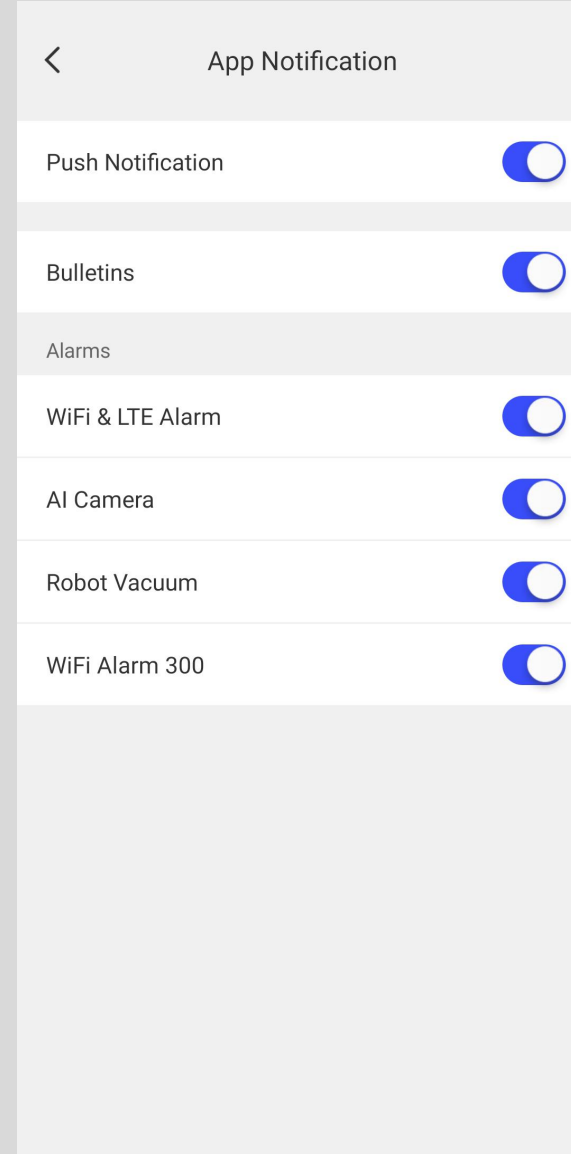 App Notification
Push Notification
Bulletins
Alarms
WiFi & LTE Alarm
AI Camera
Robot Vacuum
WiFi Alarm 300